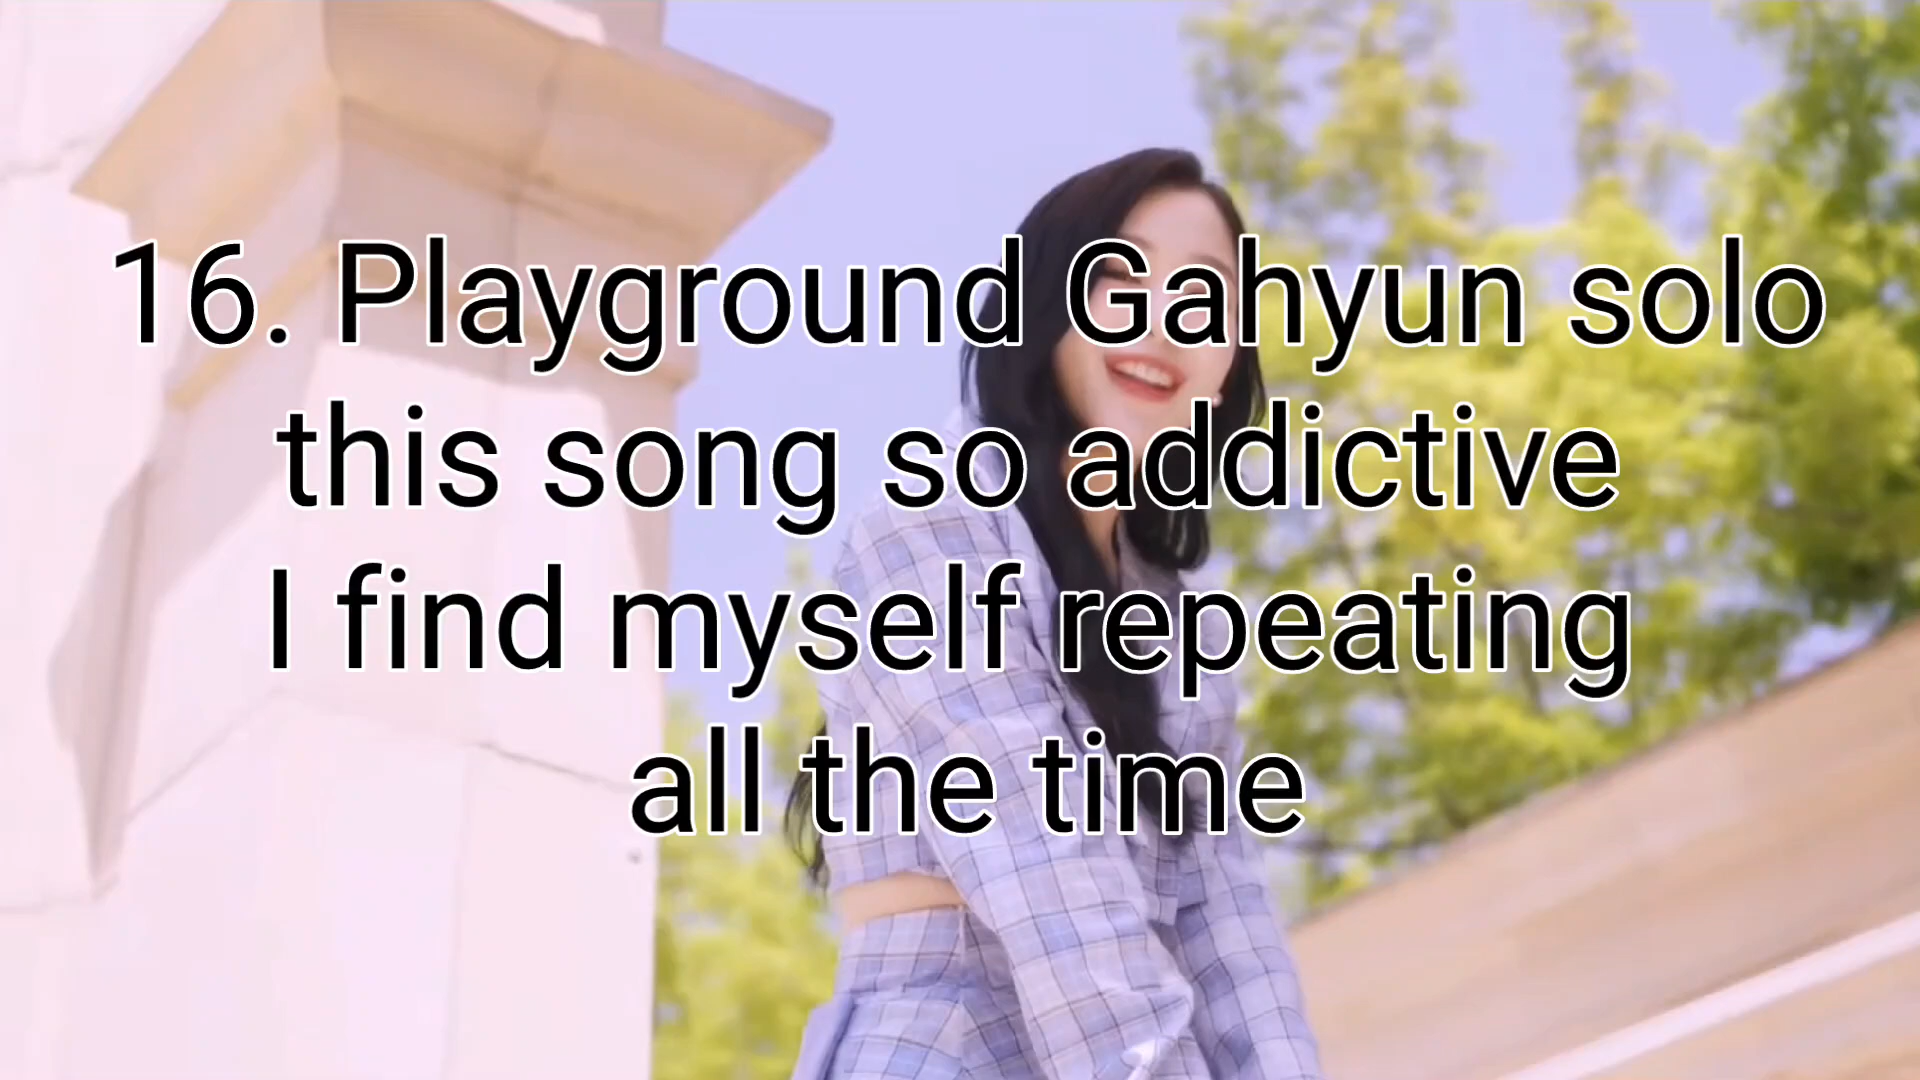 16. Playground Gahyun solo
this song so addictive
I find myself repeating
all the time